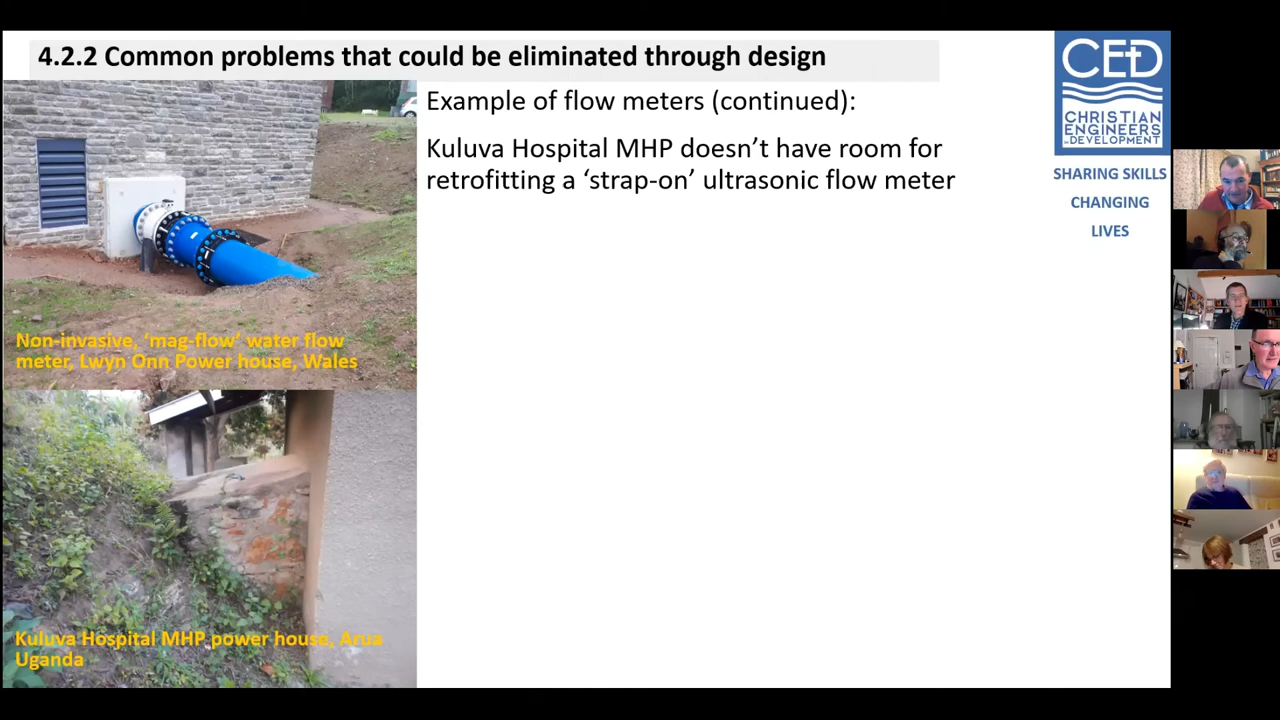 4.2.2 Common problems that could be eliminated through design
Example of flow meters (continued):
Kuluva Hospital MHP doesn’t have room for
retrofitting a ‘strap-on’ ultrasonic flow meter
Non-invasive, ‘mag-flow’ water flow
meter, Lwyn Onn Power house, Wales
Kuluva Hospital MHP power house, Arua
Uganda
CED
CHRISTIAN
ENGINEERS
IN DEVELOPMENT
SHARING SKILLS
CHANGING
LIVES